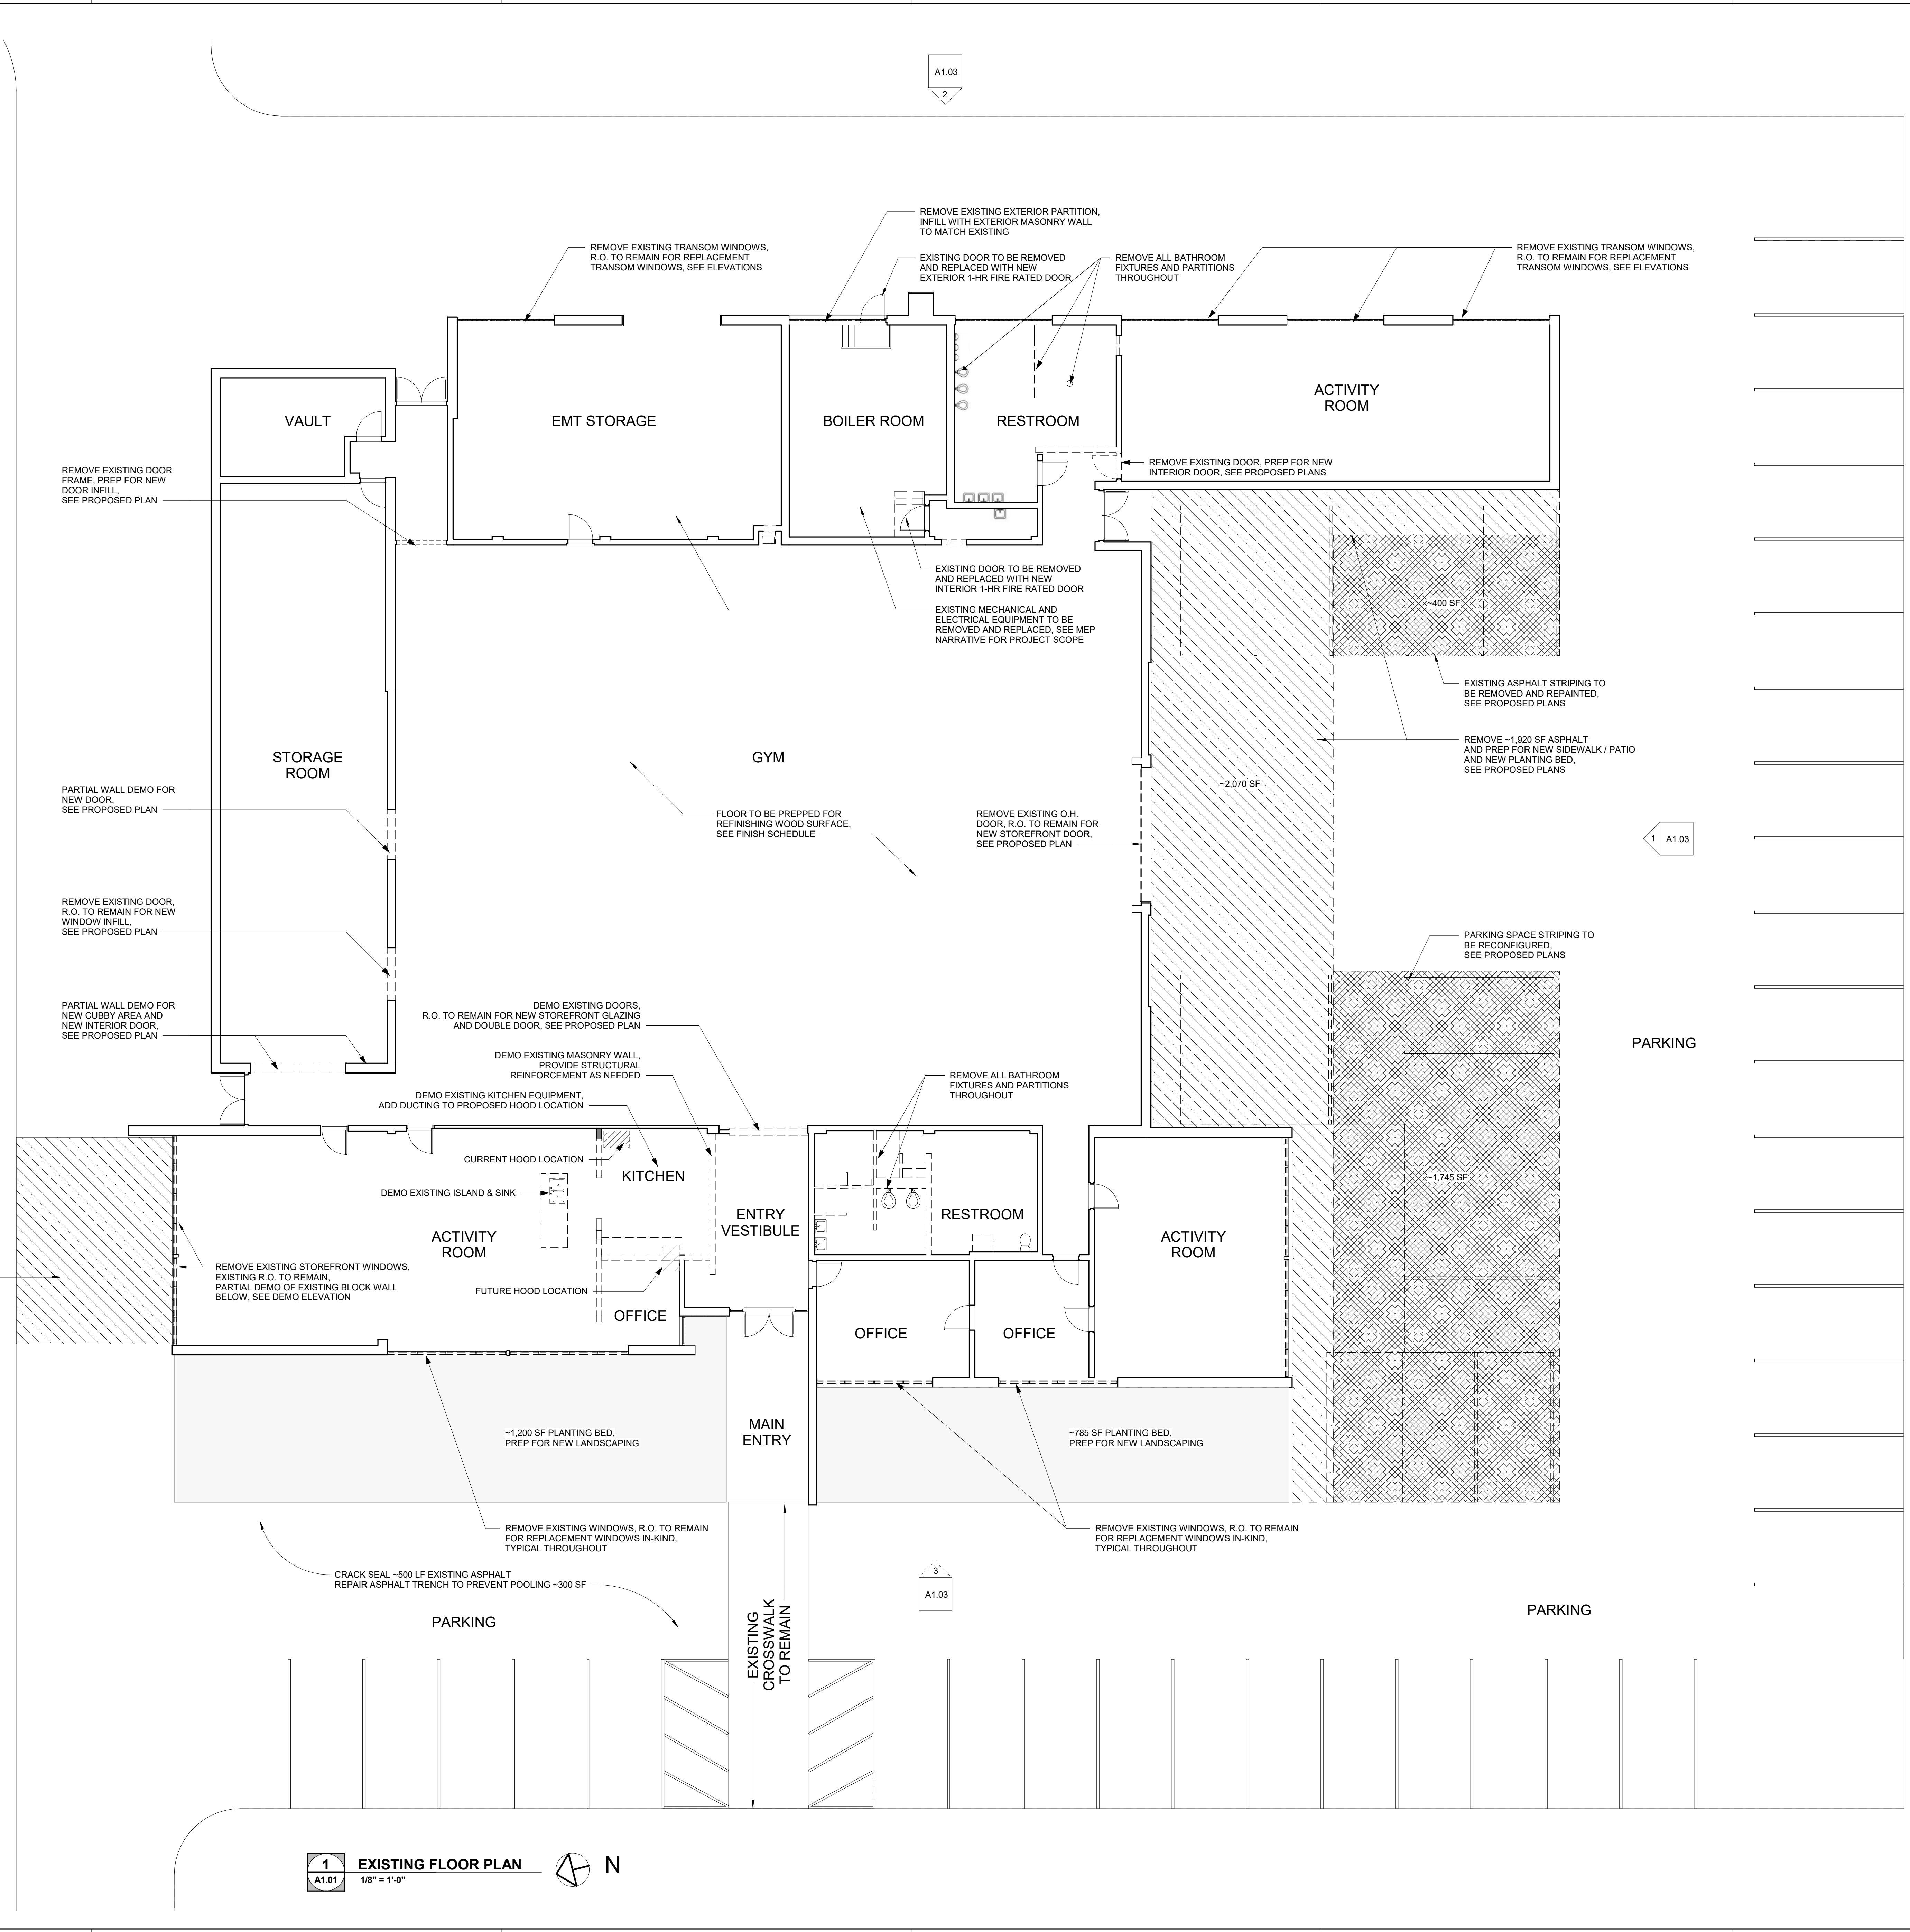 A1.03
2
REMOVE EXISTING EXTERIOR PARTITION,
INFILL WITH EXTERIOR MASONRY WALL
TO MATCH EXISTING
REMOVE EXISTING TRANSOM WINDOWS,
R.O. TO REMAIN FOR REPLACEMENT
TRANSOM WINDOWS, SEE ELEVATIONS
EXISTING DOOR TO BE REMOVED
AND REPLACED WITH NEW
EXTERIOR 1-HR FIRE RATED DOOR
REMOVE ALL BATHROOM
FIXTURES AND PARTITIONS
THROUGHOUT
REMOVE EXISTING TRANSOM WINDOWS,
R.O. TO REMAIN FOR REPLACEMENT
TRANSOM WINDOWS, SEE ELEVATIONS
VAULT
EMT STORAGE
BOILER ROOM
RESTROOM
ACTIVITY
ROOM
REMOVE EXISTING DOOR
FRAME, PREP FOR NEW
DOOR INFILL,
SEE PROPOSED PLAN
REMOVE EXISTING DOOR, PREP FOR NEW
INTERIOR DOOR, SEE PROPOSED PLANS
EXISTING DOOR TO BE REMOVED
AND REPLACED WITH NEW
INTERIOR 1-HR FIRE RATED DOOR
EXISTING MECHANICAL AND
ELECTRICAL EQUIPMENT TO BE
REMOVED AND REPLACED, SEE MEP
NARRATIVE FOR PROJECT SCOPE
~400 SF
EXISTING ASPHALT STRIPING TO
BE REMOVED AND REPAINTED,
SEE PROPOSED PLANS
REMOVE ~1,920 SF ASPHALT
AND PREP FOR NEW SIDEWALK / PATIO
AND NEW PLANTING BED,
SEE PROPOSED PLANS
STORAGE
ROOM
GYM
~2,070 SF
PARTIAL WALL DEMO FOR
NEW DOOR,
SEE PROPOSED PLAN
FLOOR TO BE PREPPED FOR
REFINISHING WOOD SURFACE,
SEE FINISH SCHEDULE
REMOVE EXISTING O.H.
DOOR, R.O. TO REMAIN FOR
NEW STOREFRONT DOOR,
SEE PROPOSED PLAN
1
A1.03
REMOVE EXISTING DOOR,
R.O. TO REMAIN FOR NEW
WINDOW INFILL,
SEE PROPOSED PLAN
PARKING SPACE STRIPING TO
BE RECONFIGURED,
SEE PROPOSED PLANS
PARTIAL WALL DEMO FOR
NEW CUBBY AREA AND
NEW INTERIOR DOOR,
SEE PROPOSED PLAN
DEMO EXISTING DOORS,
R.O. TO REMAIN FOR NEW STOREFRONT GLAZING
AND DOUBLE DOOR, SEE PROPOSED PLAN
PARKING
DEMO EXISTING MASONRY WALL,
PROVIDE STRUCTURAL
REINFORCEMENT AS NEEDED
REMOVE ALL BATHROOM
FIXTURES AND PARTITIONS
THROUGHOUT
DEMO EXISTING KITCHEN EQUIPMENT,
ADD DUCTING TO PROPOSED HOOD LOCATION
CURRENT HOOD LOCATION
KITCHEN
DEMO EXISTING ISLAND & SINK
ENTRY
VESTIBULE
RESTROOM
~1,745 SF
ACTIVITY
ROOM
ACTIVITY
ROOM
REMOVE EXISTING STOREFRONT WINDOWS,
EXISTING R.O. TO REMAIN,
PARTIAL DEMO OF EXISTING BLOCK WALL
BELOW, SEE DEMO ELEVATION
FUTURE HOOD LOCATION
OFFICE
OFFICE
OFFICE
~1,200 SF PLANTING BED,
PREP FOR NEW LANDSCAPING
MAIN
ENTRY
~785 SF PLANTING BED,
PREP FOR NEW LANDSCAPING
REMOVE EXISTING WINDOWS, R.O. TO REMAIN
FOR REPLACEMENT WINDOWS IN-KIND,
TYPICAL THROUGHOUT
REMOVE EXISTING WINDOWS, R.O. TO REMAIN
FOR REPLACEMENT WINDOWS IN-KIND,
TYPICAL THROUGHOUT
CRACK SEAL ~500 LF EXISTING ASPHALT
REPAIR ASPHALT TRENCH TO PREVENT POOLING ~300 SF
3
A1.03
PARKING
EXISTING
CROSSWALK
TO REMAIN
PARKING
1
A1.01
EXISTING FLOOR PLAN
1/8" = 1'-0"
N